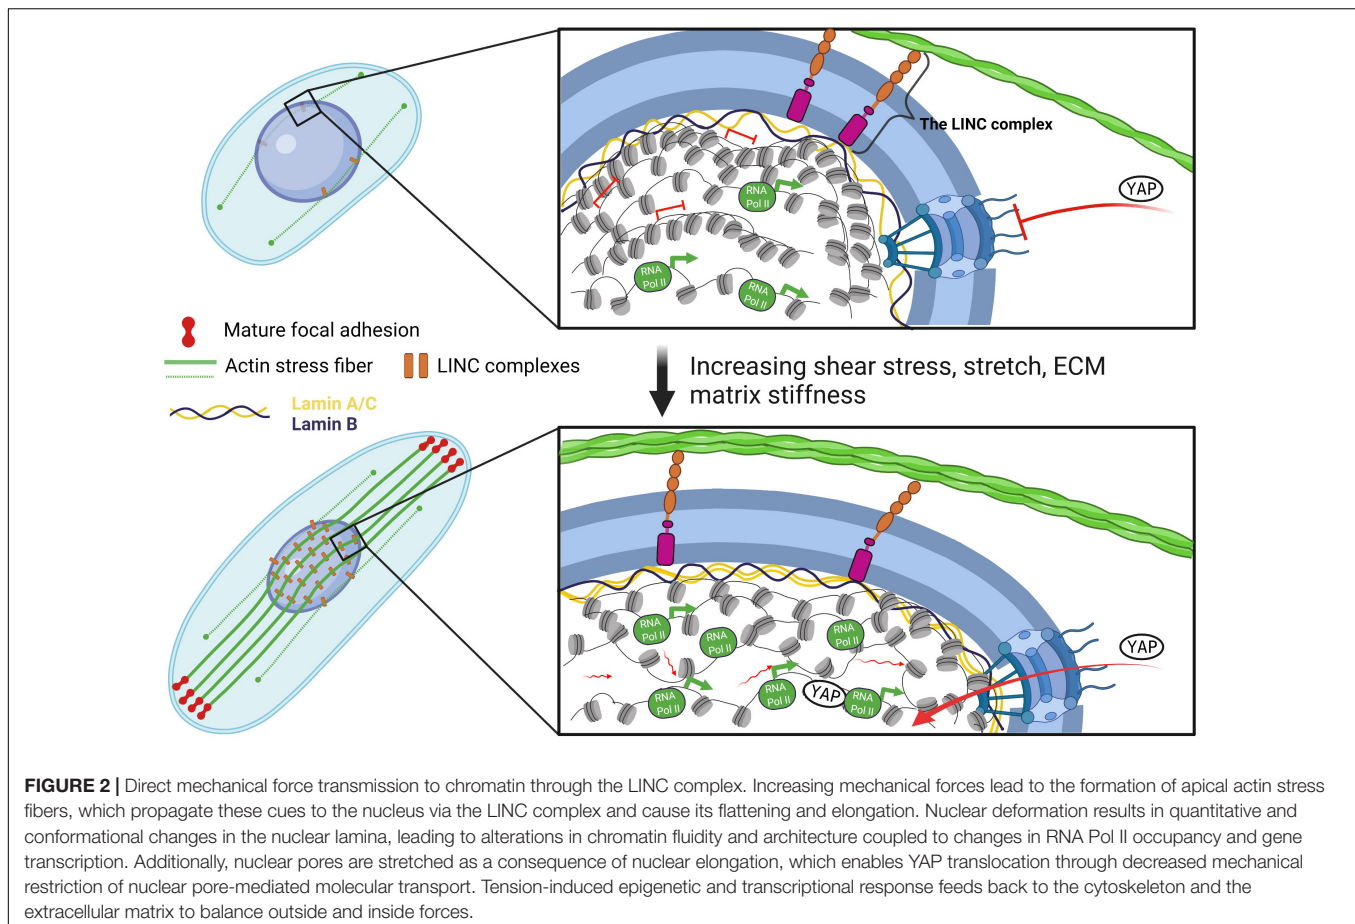 The LINC complex
YAP
RNA
Pol II
RNA
Pol II
RNA
Pol II
Mature focal adhesion
Actin stress fiber
LINC complexes
Lamin A/C
Lamin B
Increasing shear stress, stretch, ECM
matrix stiffness
RNA
Pol II
RNA
Pol II
RNA
Pol II
YAP
RNA
Pol II
RNA
Pol II
YAP
RNA
Pol II
FIGURE 2 | Direct mechanical force transmission to chromatin through the LINC complex. Increasing mechanical forces lead to the formation of apical actin stress
fibers, which propagate these cues to the nucleus via the LINC complex and cause its flattening and elongation. Nuclear deformation results in quantitative and
conformational changes in the nuclear lamina, leading to alterations in chromatin fluidity and architecture coupled to changes in RNA Pol II occupancy and gene
transcription. Additionally, nuclear pores are stretched as a consequence of nuclear elongation, which enables YAP translocation through decreased mechanical
restriction of nuclear pore-mediated molecular transport. Tension-induced epigenetic and transcriptional response feeds back to the cytoskeleton and the
extracellular matrix to balance outside and inside forces.